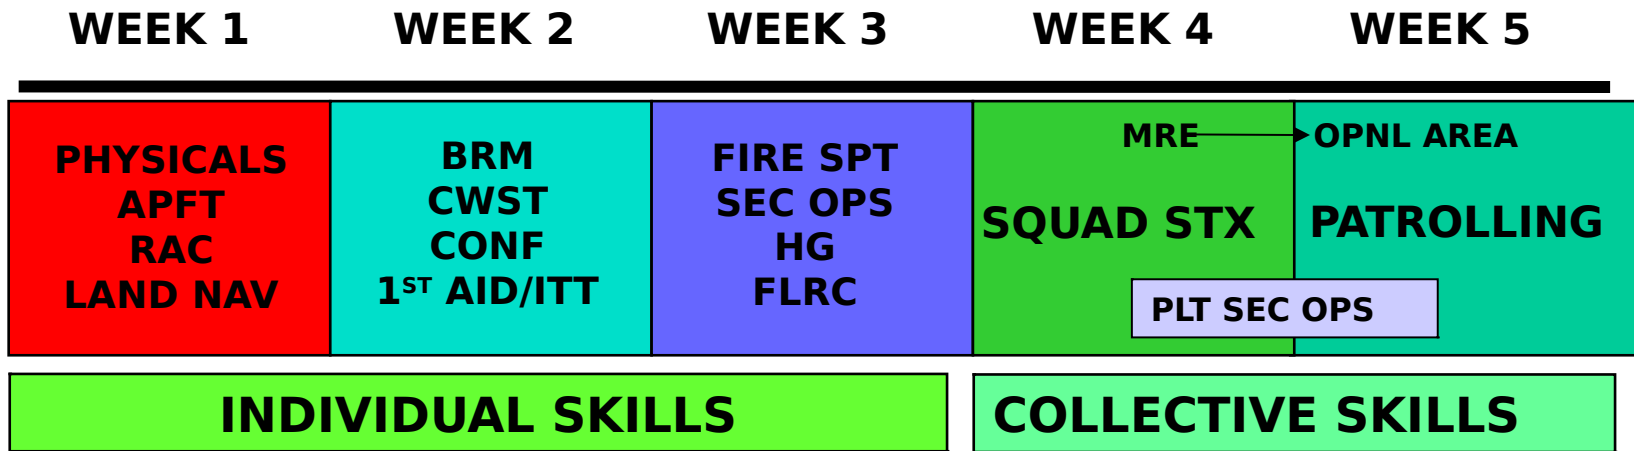 WEEK 1
WEEK 2
WEEK 3
WEEK 4
WEEK 5
PHYSICALS
APFT
RAC
LAND NAV
BRM
CWST
CONF
1ST AID/ITT
FIRE SPT
SEC OPS
HG
FLRC
MRE
OPNL AREA
SQUAD STX
PATROLLING
PLT SEC OPS
INDIVIDUAL SKILLS
COLLECTIVE SKILLS